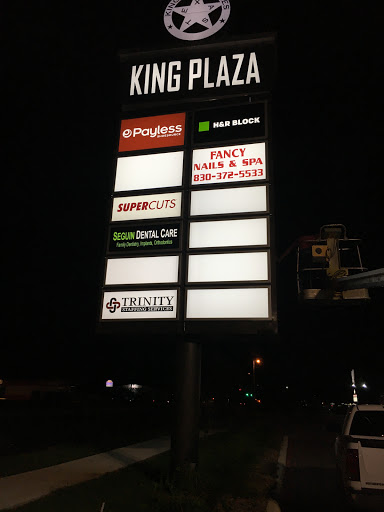 TEXAS
KING PLAZA
Payless
H&R BLOCK
FANCY
NAILS & SPA
830-372-5533
SUPERCUTS
SEGUIN DENTAL CARE
Family Dentistry, Implants, Orthodontics
TRINITY
STAFFING SERVICES